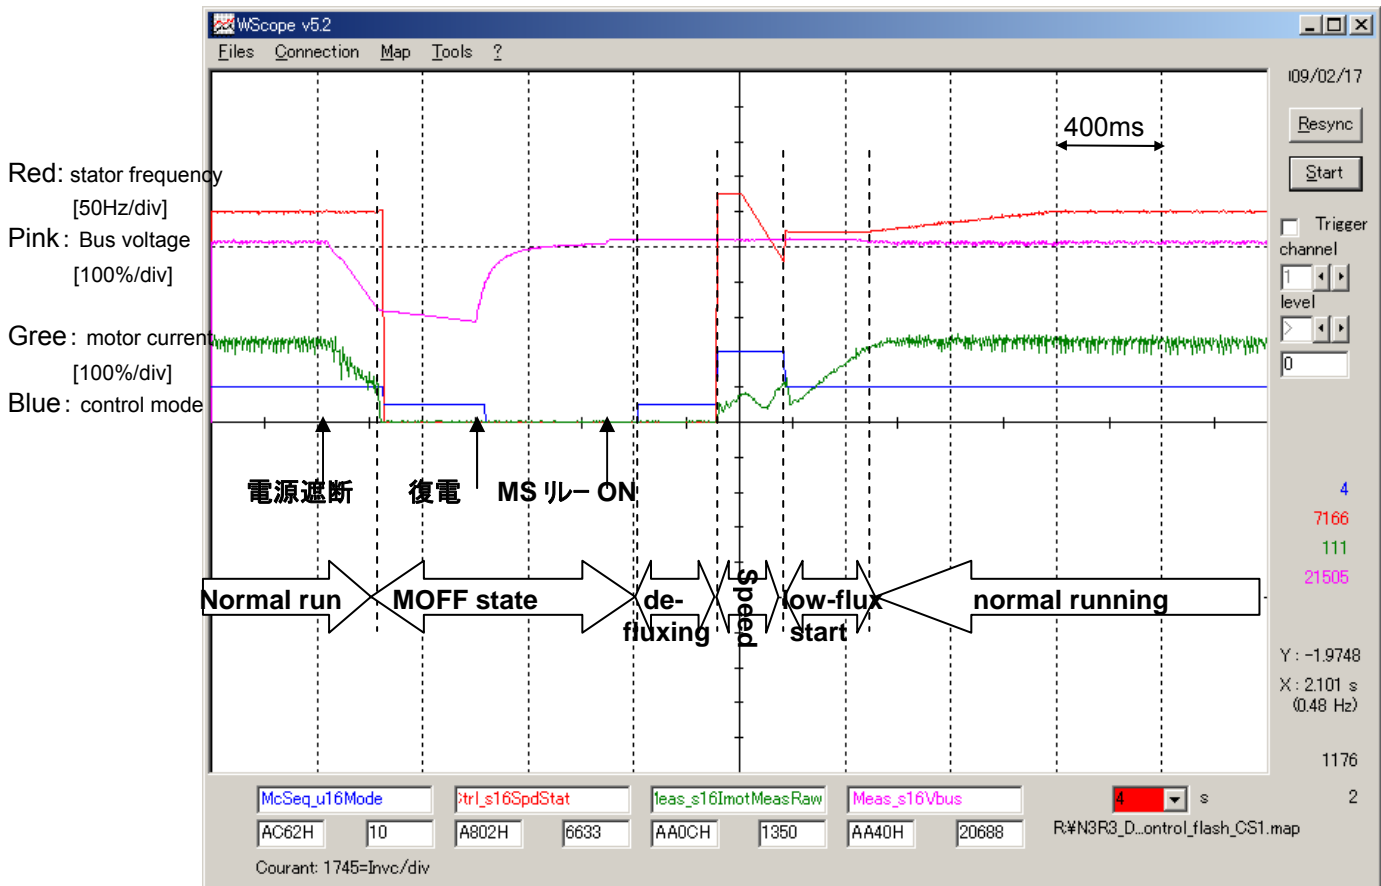 WScope v5.2
Files Connection Map Tools ?
09/02/17
Resync
Start
Trigger
channel
1
level
>
0
400ms
Red: stator frequency
[50Hz/div]
Pink: Bus voltage
[100%/div]
Gree: motor current
[100%/div]
Blue: control mode
電源遮断 復電 MS リレー ON
4
7166
111
21505
Normal run MOFF state de-fluxing Speed low-flux start normal running
Y : -1.9748
X : 2.101 s
(0.48 Hz)
1176
2
McSeq_u16Mode trl_s16SpdStat leas_s16ImotMeasRaw Meas_s16Vbus 4 s
AC62H 10 A802H 6633 AA0CH 1350 AA40H 20688 R:¥N3R3_D...ontrol_flash_CS1.map
Courant: 1745=Invc/div